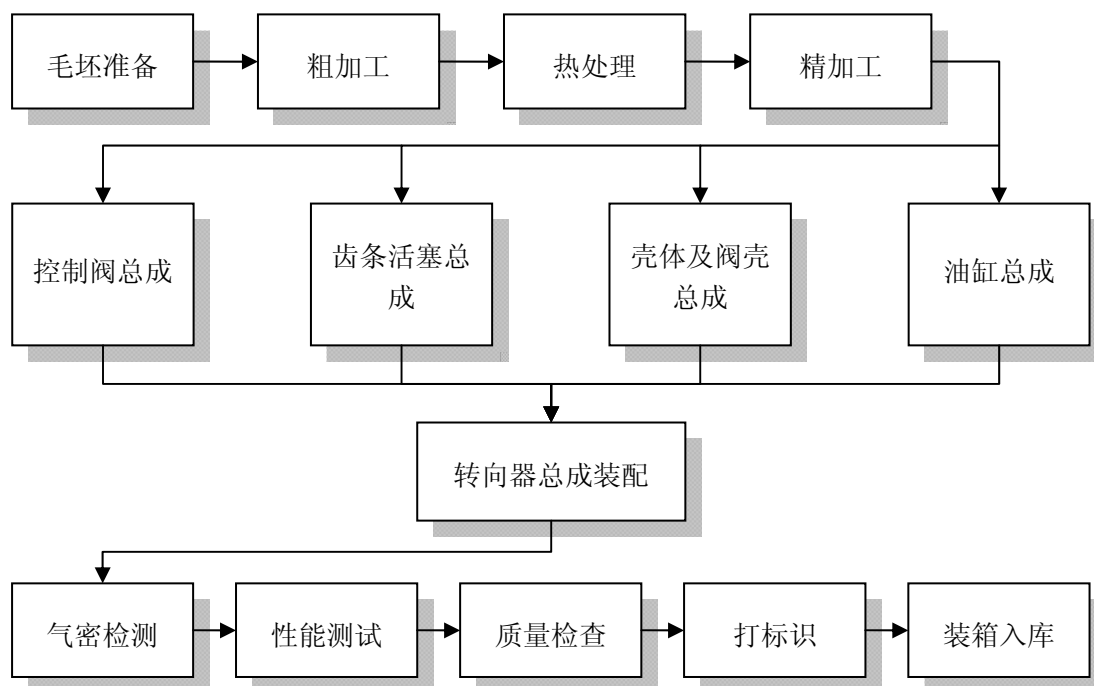 毛坯准备
粗加工
热处理
精加工
控制阀总成
齿条活塞总
成
壳体及阀壳
总成
油缸总成
转向器总成装配
气密检测
性能测试
质量检查
打标识
装箱入库